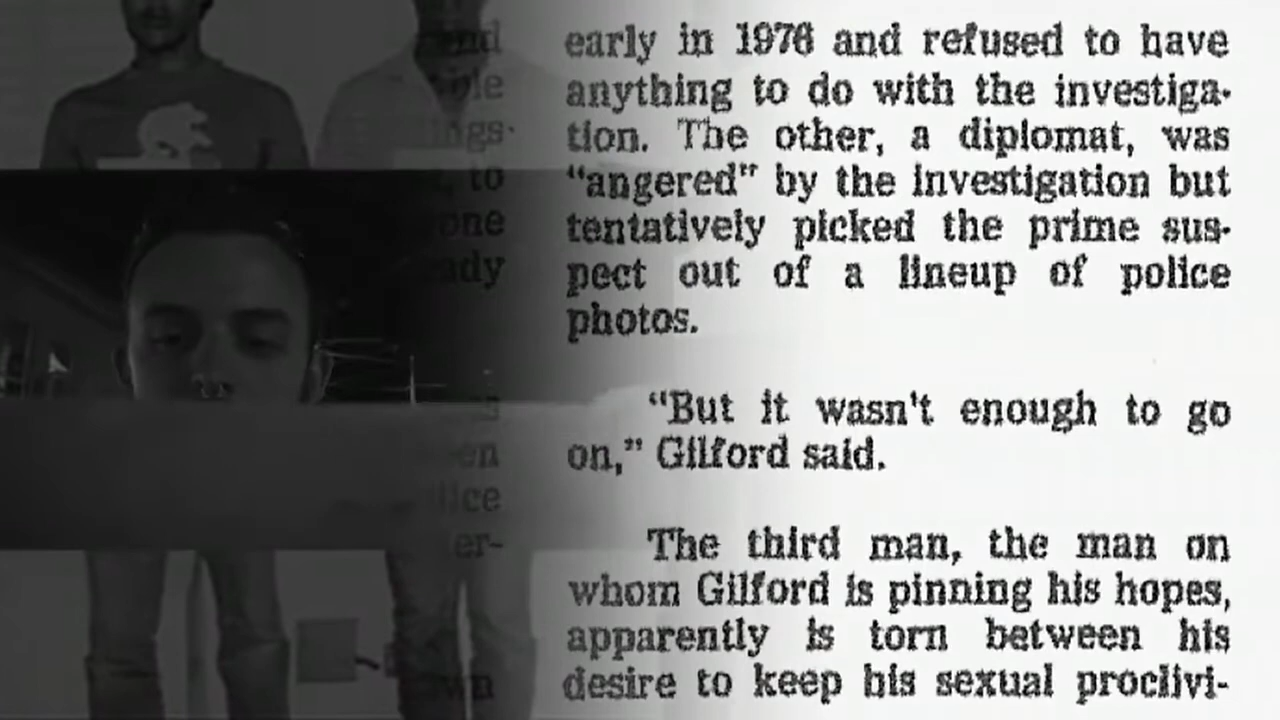 early in 1976 and refused to have
anything to do with the investiga-
tion. The other, a diplomat, was
“angered” by the investigation but
tentatively picked the prime sus-
pect out of a lineup of police
photos.
“But it wasn't enough to go
on,” Gilford said.
The third man, the man on
whom Gilford is pinning his hopes,
apparently is torn between his
desire to keep his sexual proclivi-